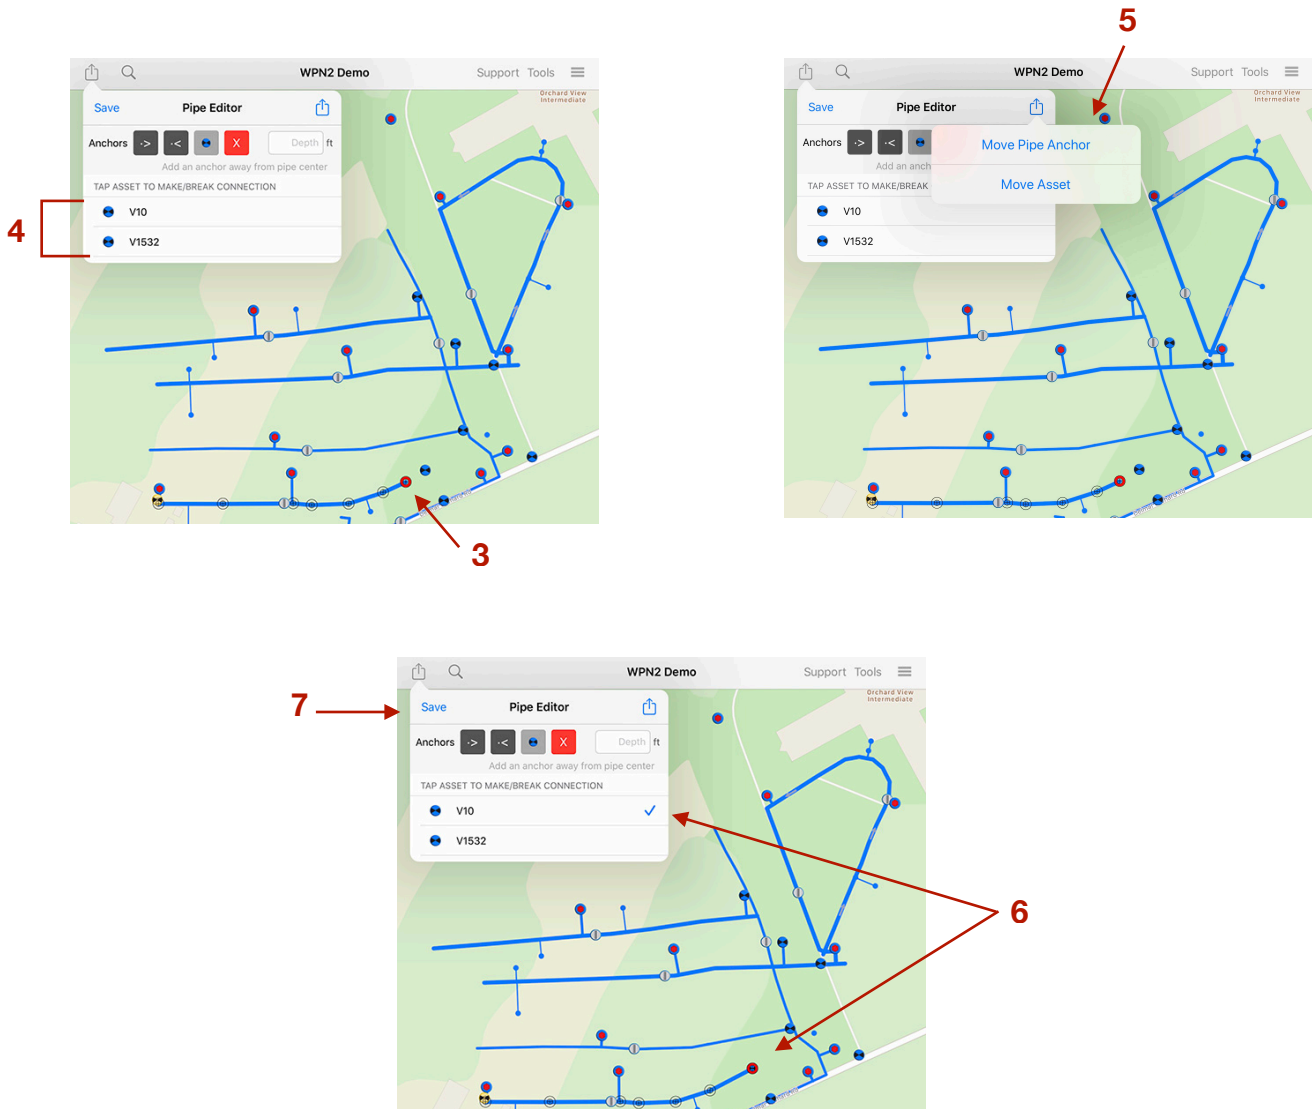 5
WPN2 Demo
Support Tools
Orchard View
Intermediate
Save
Pipe Editor
Anchors
·>
·<
X
Depth
ft
Add an anchor away from pipe center
TAP ASSET TO MAKE/BREAK CONNECTION
4
V10
V1532
3
WPN2 Demo
Support Tools
Orchard View
Intermediate
Save
Pipe Editor
Anchors
·>
·<
Move Pipe Anchor
Add an anch
TAP ASSET TO MAKE/BREAK
Move Asset
V10
V1532
WPN2 Demo
Support Tools
Orchard View
Intermediate
7
Save
Pipe Editor
Anchors
·>
·<
X
Depth
ft
Add an anchor away from pipe center
TAP ASSET TO MAKE/BREAK CONNECTION
V10
V1532
6